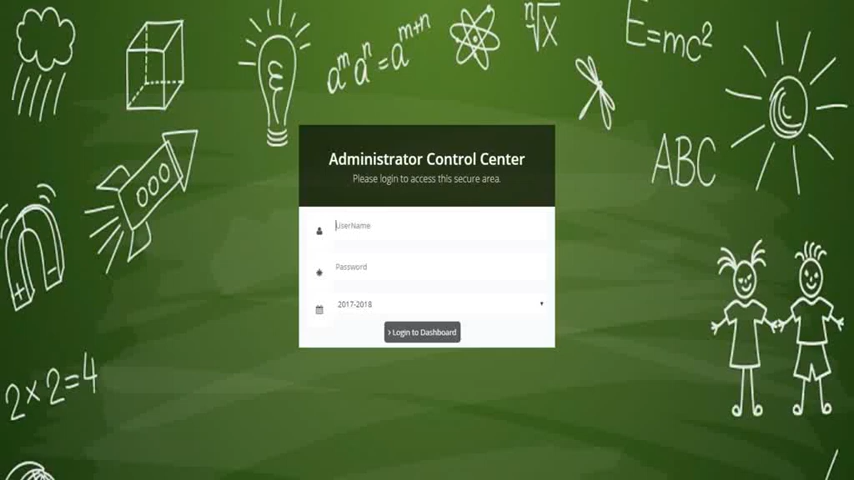 aᵐaⁿ=aᵐ⁺ⁿ
ⁿ√X
E=mc²
ε
ABC
Administrator Control Center
Please login to access this secure area.
UserName
Password
2017-2018
› Login to Dashboard
+ -
2×2=4